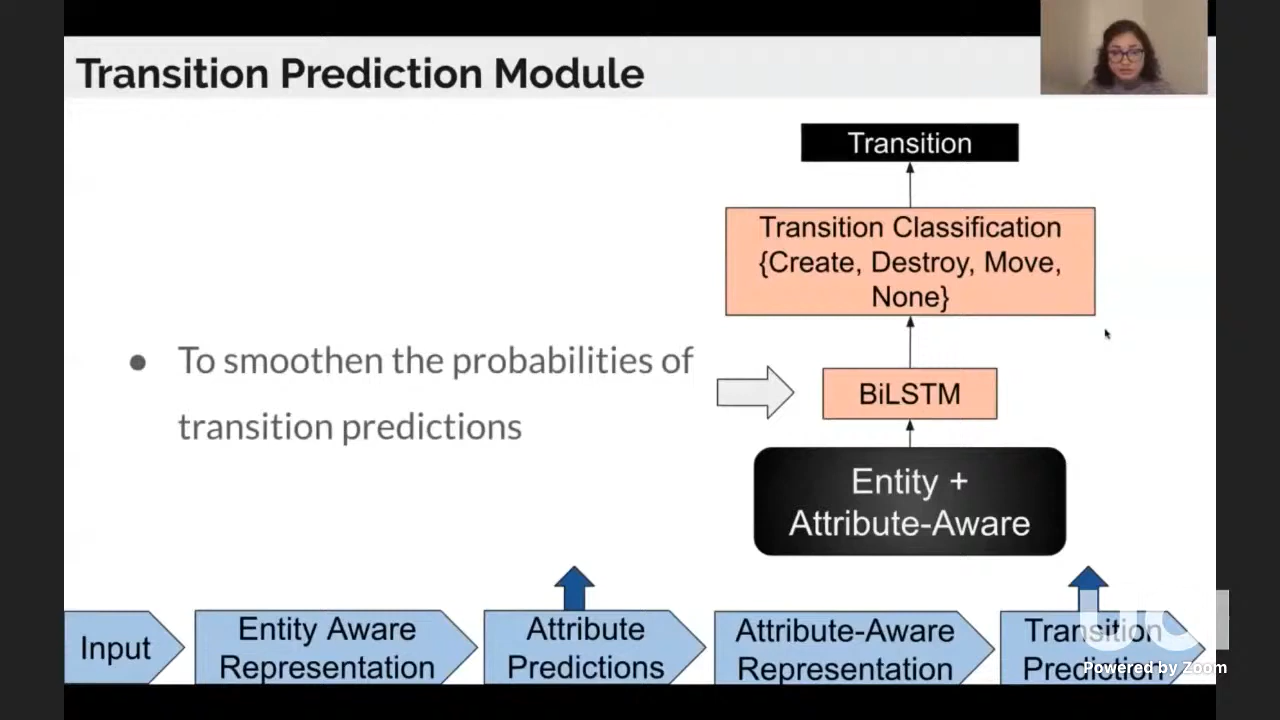 Transition Prediction Module
Transition
Transition Classification
{Create, Destroy, Move,
None}
● To smoothen the probabilities of
transition predictions
BiLSTM
Entity +
Attribute-Aware
Input
Entity Aware
Representation
Attribute
Predictions
Attribute-Aware
Representation
Transition
Prediction
UCI
Powered by Zoom